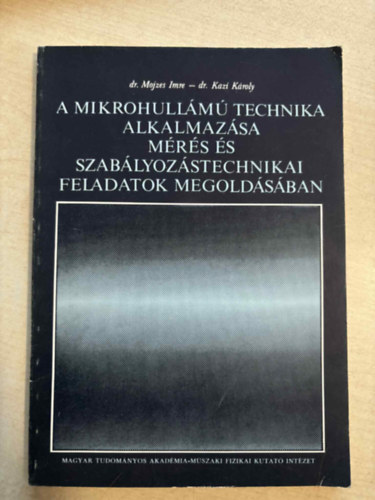 dr. Mojzes Imre – dr. Kazi Károly
A MIKROHULLÁMÚ TECHNIKA
ALKALMAZÁSA
MÉRÉS ÉS
SZABÁLYOZÁSTECHNIKAI
FELADATOK MEGOLDÁSÁBAN
MAGYAR TUDOMÁNYOS AKADÉMIA•MŰSZAKI FIZIKAI KUTATÓ INTÉZET